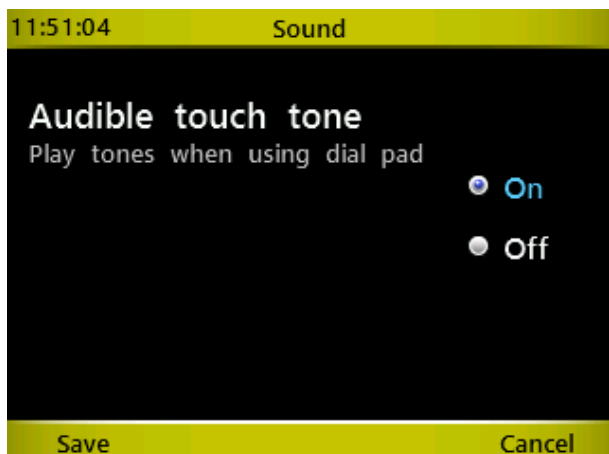 11:51:04 Sound
Audible touch tone
Play tones when using dial pad
On
Off
Save Cancel